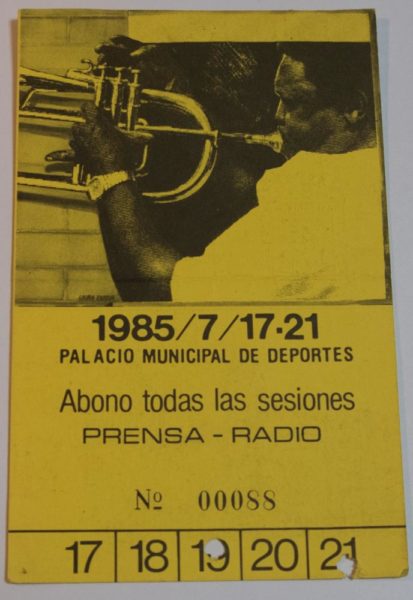 1985/7/17·21
PALACIO MUNICIPAL DE DEPORTES
Abono todas las sesiones
PRENSA - RADIO
Nº 00088
17 18 19 20 21